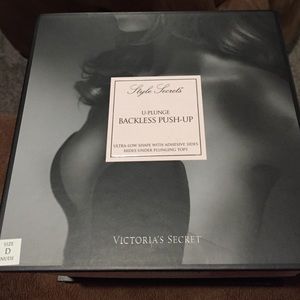 Style Secrets
U-PLUNGE
BACKLESS PUSH-UP
ULTRA-LOW SHAPE WITH ADHESIVE SIDES
HIDES UNDER PLUNGING TOPS
VICTORIA'S SECRET
SIZE
D
NUDE